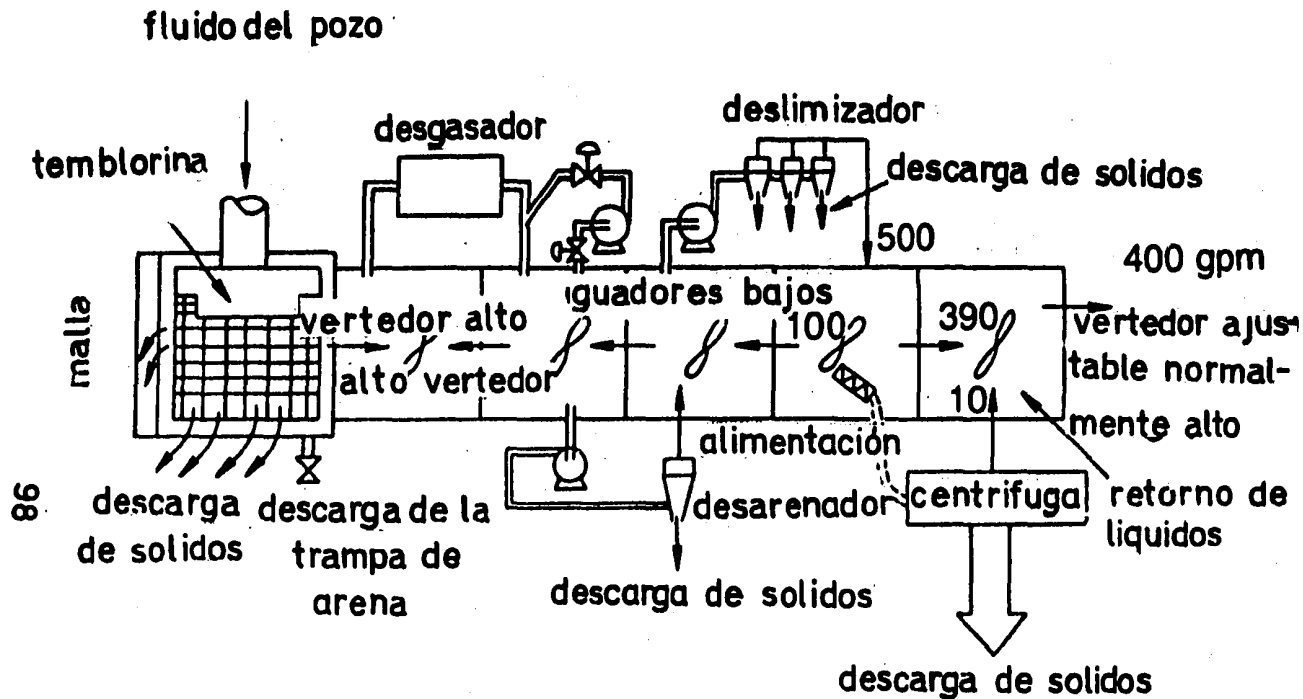 fluido del pozo
temblorina
desgasador
deslimizador
descarga de solidos
500
400 gpm
malla
vertedor alto
alto vertedor
iguadores bajos
100
390
10
vertedor ajus-
table normal-
mente alto
alimentación
desarenador
centrifuga
retorno de
liquidos
descarga
de solidos
descarga de la
trampa de
arena
descarga de solidos
descarga de solidos
98